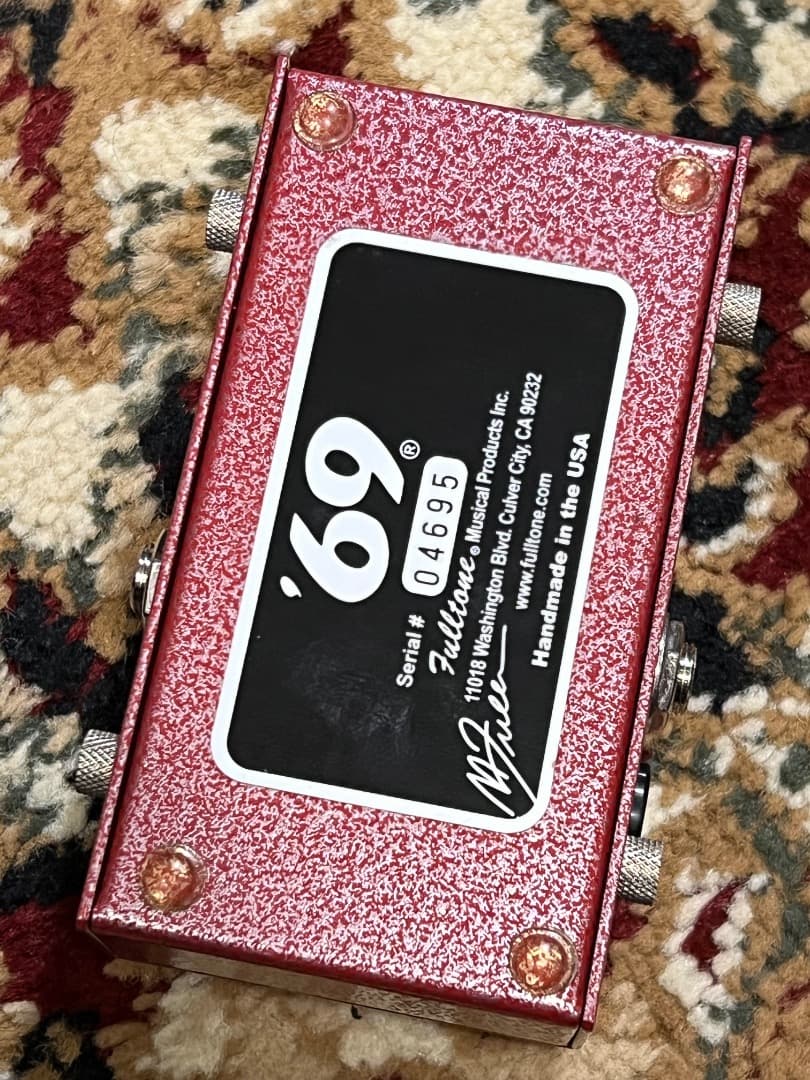 '69®
Serial # 04695
Fulltone® Musical Products Inc.
11018 Washington Blvd. Culver City, CA 90232
www.fulltone.com
Handmade in the USA
M Fuller